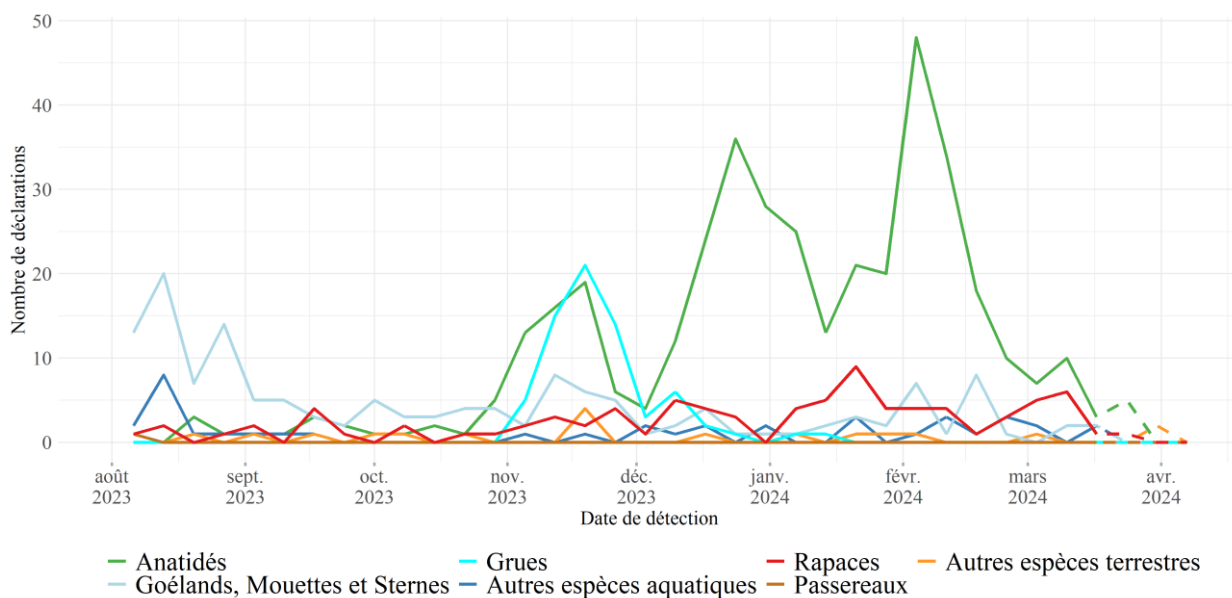 50
40
30
20
10
0
Nombre de déclarations
août sept. oct. nov. déc. janv. févr. mars avr.
2023 2023 2023 2023 2023 2024 2024 2024 2024
Date de détection
Anatidés Grues Rapaces Autres espèces terrestres
Goélands, Mouettes et Sternes Autres espèces aquatiques Passereaux